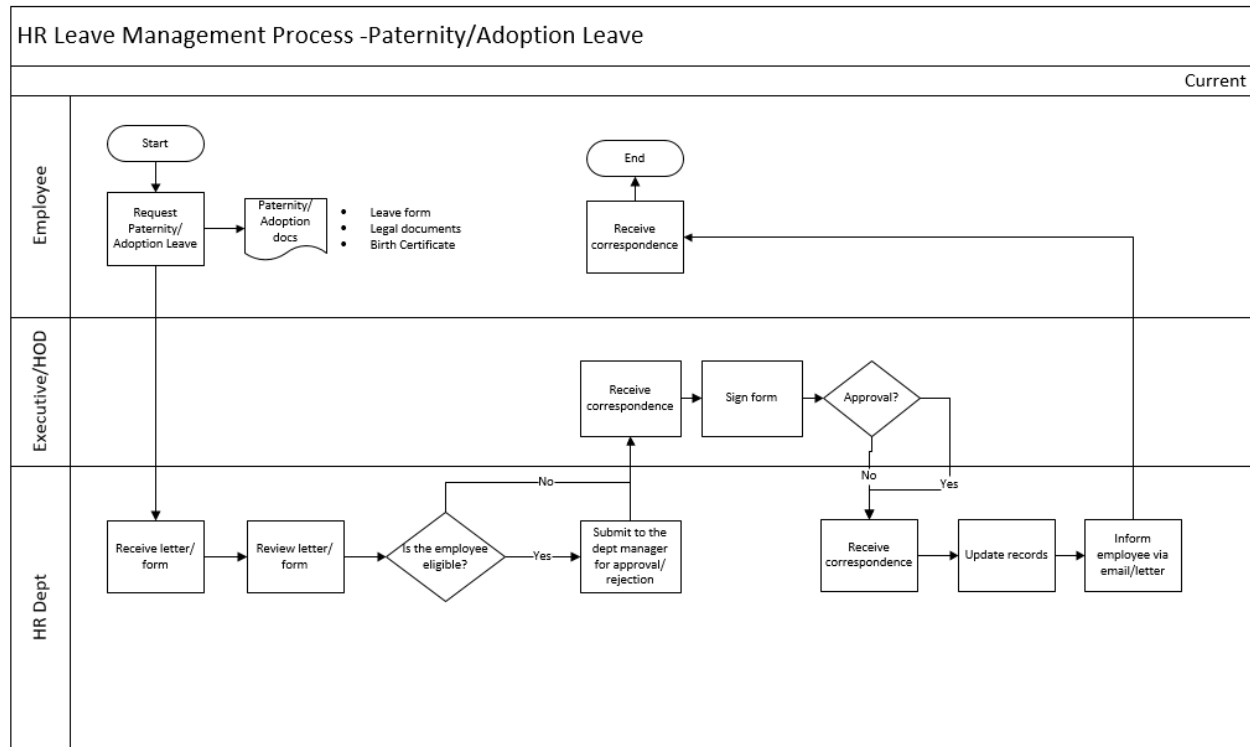 HR Leave Management Process -Paternity/Adoption Leave
Current
Employee
Start
Request
Paternity/
Adoption Leave
Paternity/
Adoption
docs
• Leave form
• Legal documents
• Birth Certificate
End
Receive
correspondence
Executive/HOD
Receive
correspondence
Sign form
Approval?
No
Yes
HR Dept
Receive letter/
form
Review letter/
form
Is the employee
eligible?
No
Yes
Submit to the
dept manager
for approval/
rejection
Receive
correspondence
Update records
Inform
employee via
email/letter